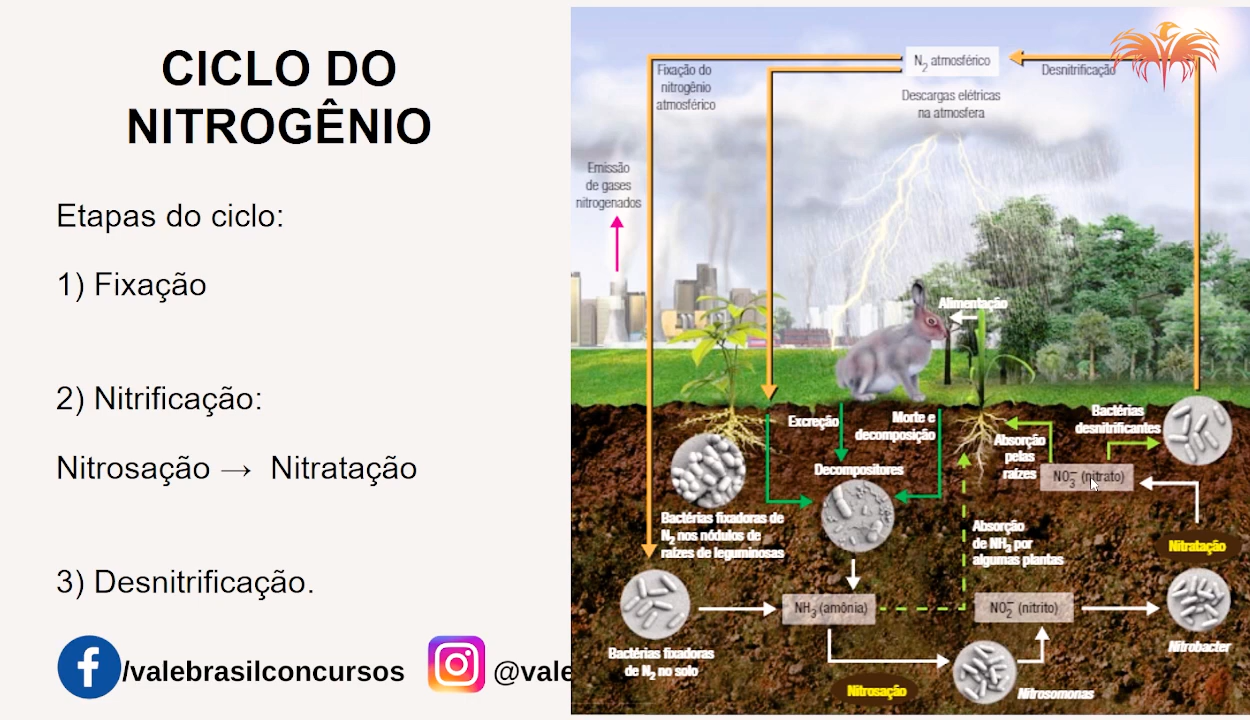 CICLO DO
NITROGÊNIO
Etapas do ciclo:
1) Fixação
2) Nitrificação:
Nitrosação → Nitratação
3) Desnitrificação.
/valebrasilconcursos
@vale
N2 atmosférico
Desnitrificação
Fixação do
nitrogênio
atmosférico
Descargas elétricas
na atmosfera
Emissão
de gases
nitrogenados
Alimentação
Excreção
Morte e
decomposição
Decompositores
Bactérias
desnitrificantes
Absorção
pelas
raízes
NO3− (nitrato)
Bactérias fixadoras de
N2 nos nódulos de
raízes de leguminosas
Absorção
de NH3 por
algumas plantas
Nitratação
NH3 (amônia)
NO2− (nitrito)
Bactérias fixadoras
de N2 no solo
Nitrobacter
Nitrosação
Nitrosomonas